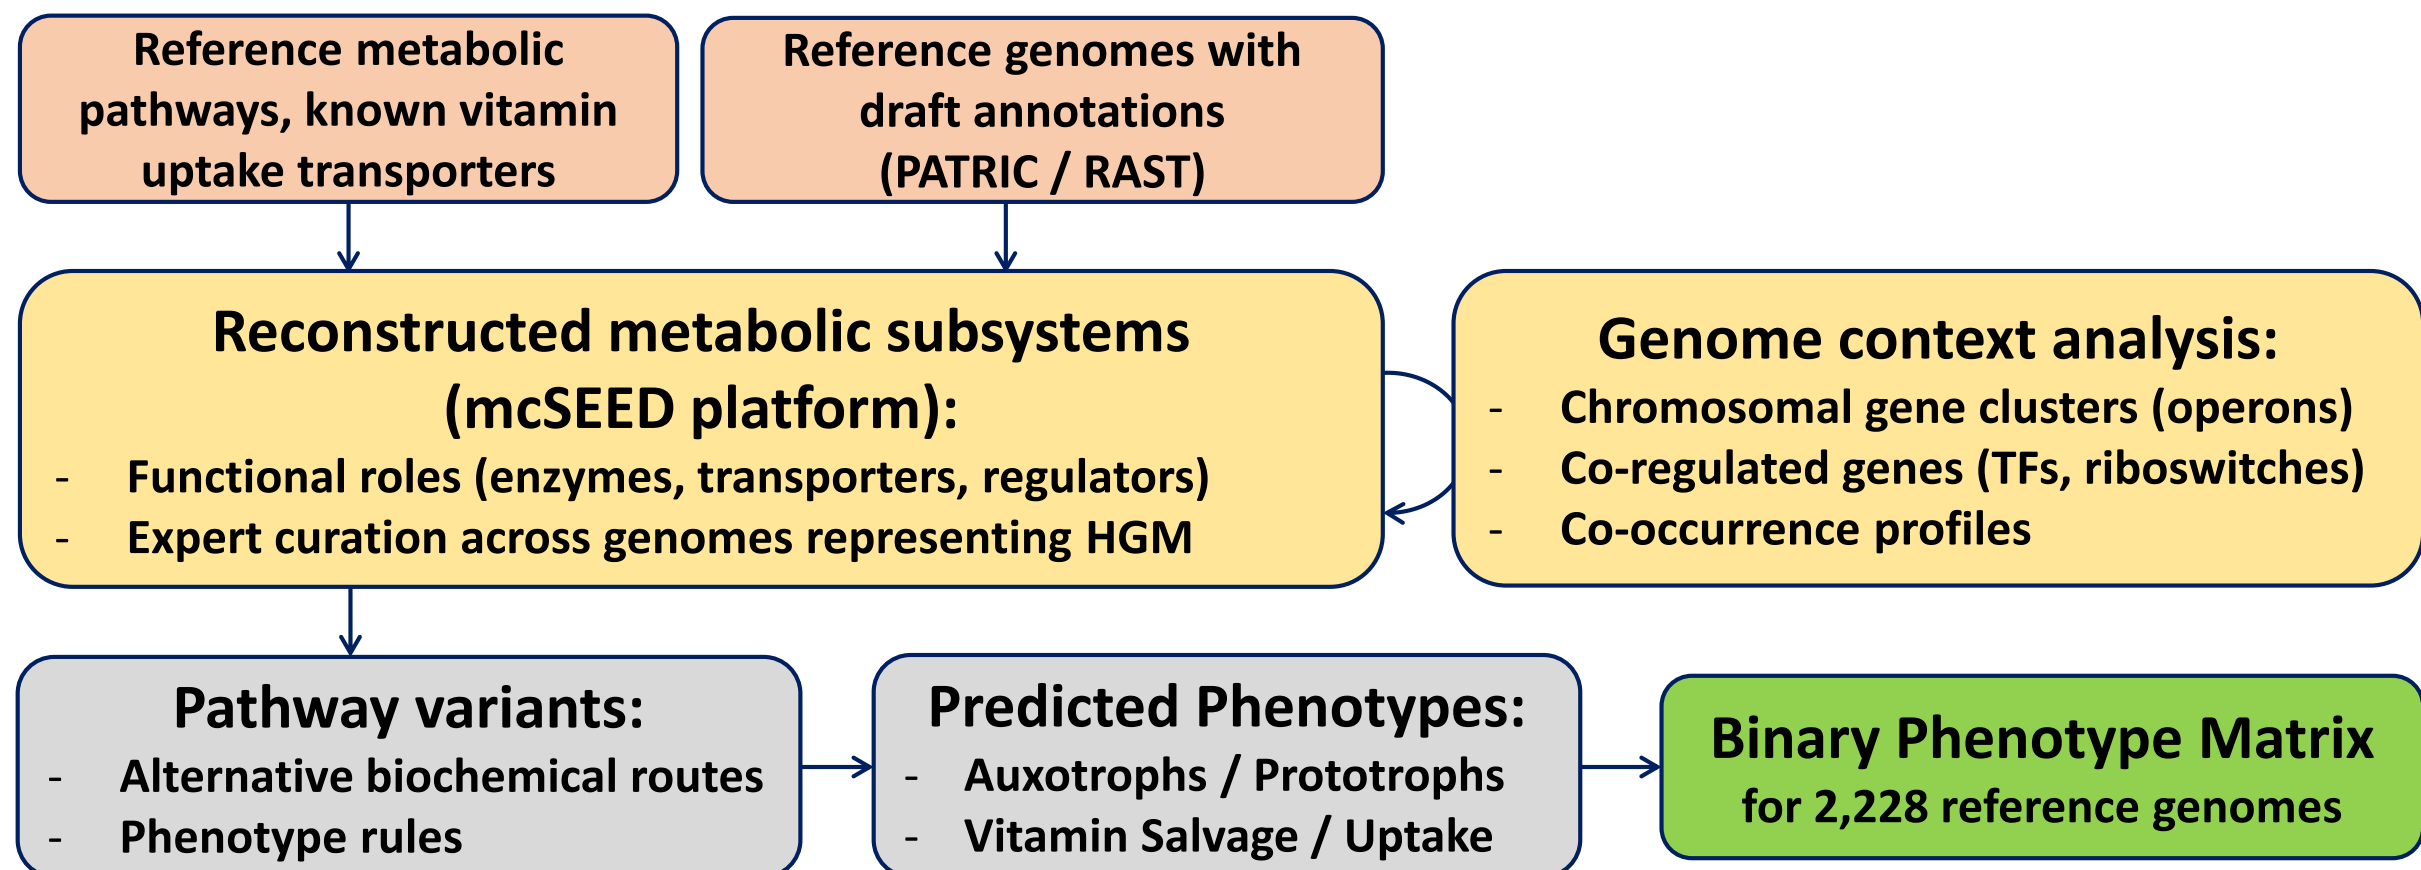 Reference metabolic
pathways, known vitamin
uptake transporters
Reference genomes with
draft annotations
(PATRIC / RAST)
Reconstructed metabolic subsystems
(mcSEED platform):
- Functional roles (enzymes, transporters, regulators)
- Expert curation across genomes representing HGM
Genome context analysis:
- Chromosomal gene clusters (operons)
- Co-regulated genes (TFs, riboswitches)
- Co-occurrence profiles
Pathway variants:
- Alternative biochemical routes
- Phenotype rules
Predicted Phenotypes:
- Auxotrophs / Prototrophs
- Vitamin Salvage / Uptake
Binary Phenotype Matrix
for 2,228 reference genomes